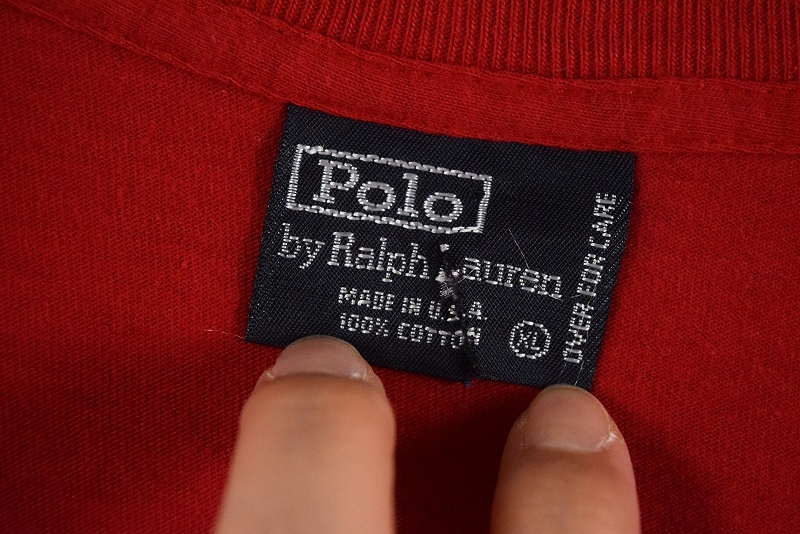 Polo
by Ralph Lauren
MADE IN U.S.A
100% COTTON
XL
OVER FOR CARE